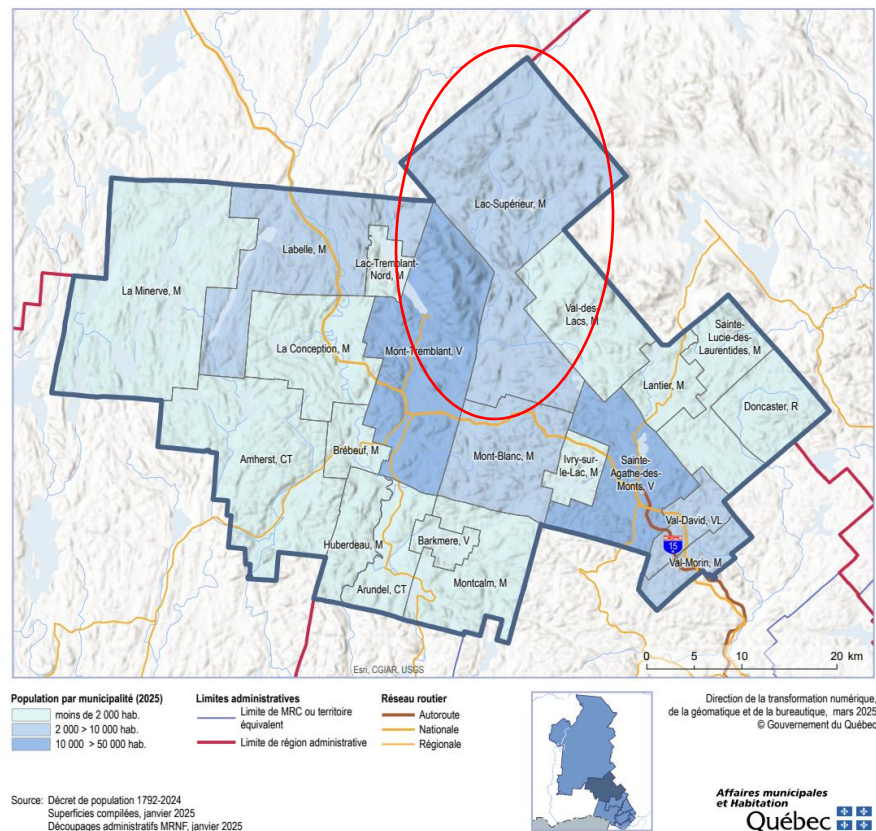 Lac-Supérieur, M
Labelle, M
Lac-Tremblant-
Nord, M
La Minerve, M
Val-des-
Lacs, M
Sainte-
Lucie-des-
Laurentides, M
La Conception, M
Mont-Tremblant, V
Lantier, M
Doncaster, R
Amherst, CT
Brébeuf, M
Mont-Blanc, M
Ivry-sur-
le-Lac, M
Sainte-
Agathe-des-
Monts, V
Val-David, VL
15
Val-Morin, M
Huberdeau, M
Barkmere, V
Montcalm, M
Arundel, CT
Esri, CGIAR, USGS
0 5 10 20 km
Population par municipalité (2025)
moins de 2 000 hab.
2 000 > 10 000 hab.
10 000 > 50 000 hab.
Limites administratives
Limite de MRC ou territoire
équivalent
Limite de région administrative
Réseau routier
Autoroute
Nationale
Régionale
Direction de la transformation numérique,
de la géomatique et de la bureautique, mars 2025
© Gouvernement du Québec
Source: Décret de population 1792-2024
Superficies compilées, janvier 2025
Découpages administratifs MRNF, janvier 2025
Affaires municipales
et Habitation
Québec